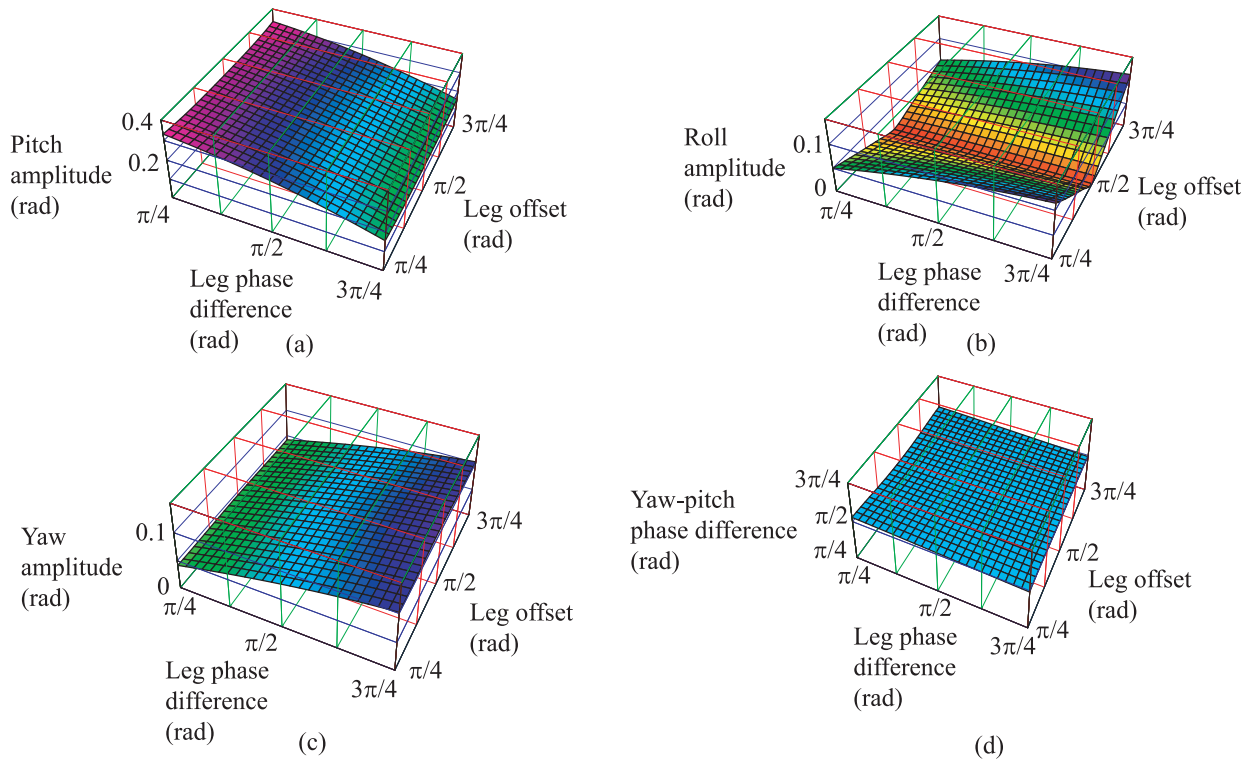 Pitch
amplitude
(rad)
0.4
0.2
π/4
π/2
3π/4
Leg phase
difference
(rad)
π/4
π/2
3π/4
Leg offset
(rad)
(a)
Roll
amplitude
(rad)
0.1
0
π/4
π/2
3π/4
Leg phase
difference
(rad)
π/4
π/2
3π/4
Leg offset
(rad)
(b)
Yaw
amplitude
(rad)
0.1
0
π/4
π/2
3π/4
Leg phase
difference
(rad)
π/4
π/2
3π/4
Leg offset
(rad)
(c)
Yaw-pitch
phase difference
(rad)
3π/4
π/2
π/4
π/4
π/2
3π/4
Leg phase
difference
(rad)
π/4
π/2
3π/4
Leg offset
(rad)
(d)